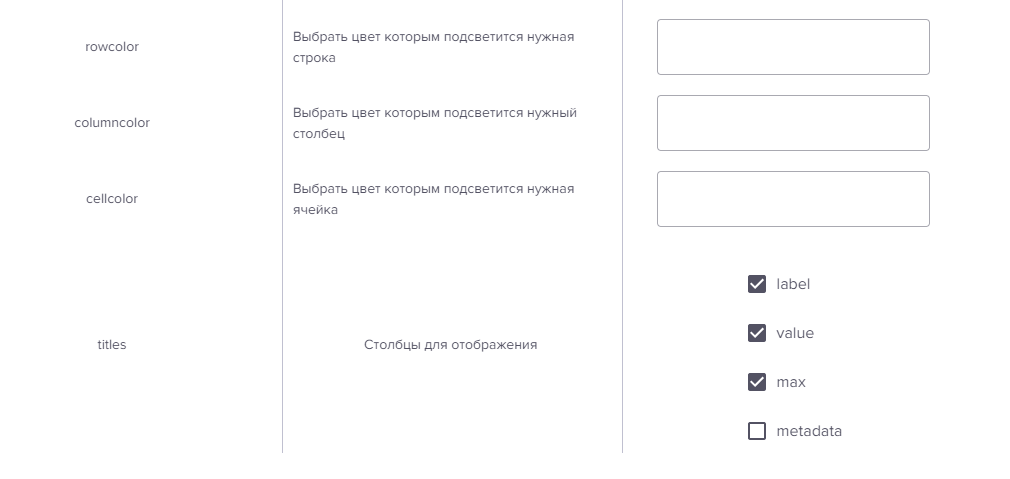 rowcolor
Выбрать цвет которым подсветится нужная
строка
columncolor
Выбрать цвет которым подсветится нужный
столбец
cellcolor
Выбрать цвет которым подсветится нужная
ячейка
titles
Столбцы для отображения
label
value
max
metadata